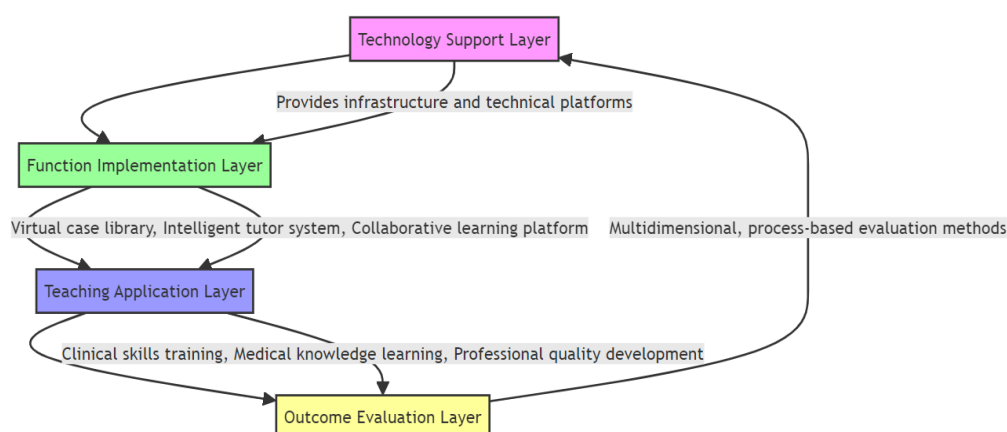 Technology Support Layer
Provides infrastructure and technical platforms
Function Implementation Layer
Virtual case library, Intelligent tutor system, Collaborative learning platform
Multidimensional, process-based evaluation methods
Teaching Application Layer
Clinical skills training, Medical knowledge learning, Professional quality development
Outcome Evaluation Layer